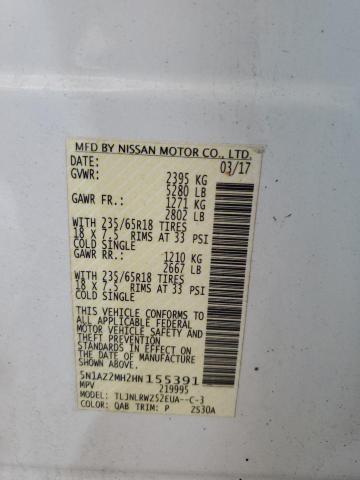 MFD BY NISSAN MOTOR CO., LTD.
DATE: 03/17
GVWR: 2395 KG
5280 LB
GAWR FR.: 1271 KG
2802 LB
WITH 235/65R18 TIRES
18 X 7.5 RIMS AT 33 PSI
COLD SINGLE
GAWR RR.: 1210 KG
2667 LB
WITH 235/65R18 TIRES
18 X 7.5 RIMS AT 33 PSI
COLD SINGLE
THIS VEHICLE CONFORMS TO
ALL APPLICABLE FEDERAL
MOTOR VEHICLE SAFETY AND
THEFT PREVENTION STANDARDS
IN EFFECT ON THE DATE OF
MANUFACTURE SHOWN ABOVE.
5N1AZ2MH2HN 155391
MPV 219995
MODEL: TLJNLRWZ52EUA--C-3
COLOR: QAB TRIM: P 2530A